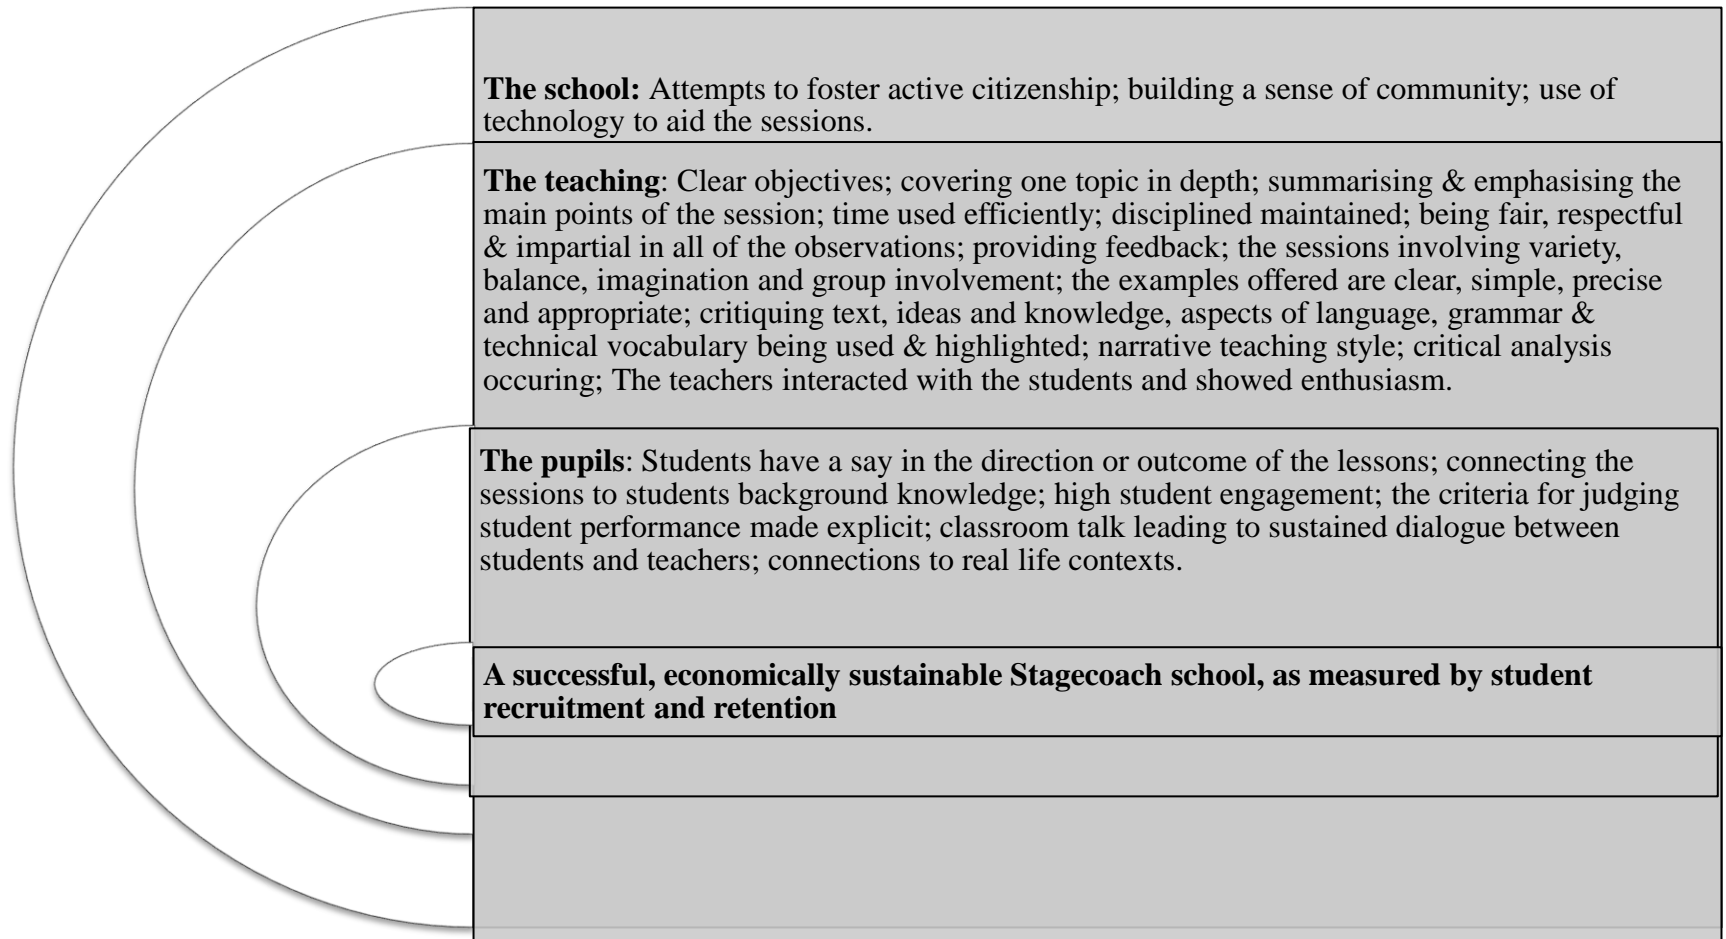 The school: Attempts to foster active citizenship; building a sense of community; use of
technology to aid the sessions.
The teaching: Clear objectives; covering one topic in depth; summarising & emphasising the
main points of the session; time used efficiently; disciplined maintained; being fair, respectful
& impartial in all of the observations; providing feedback; the sessions involving variety,
balance, imagination and group involvement; the examples offered are clear, simple, precise
and appropriate; critiquing text, ideas and knowledge, aspects of language, grammar &
technical vocabulary being used & highlighted; narrative teaching style; critical analysis
occuring; The teachers interacted with the students and showed enthusiasm.
The pupils: Students have a say in the direction or outcome of the lessons; connecting the
sessions to students background knowledge; high student engagement; the criteria for judging
student performance made explicit; classroom talk leading to sustained dialogue between
students and teachers; connections to real life contexts.
A successful, economically sustainable Stagecoach school, as measured by student
recruitment and retention